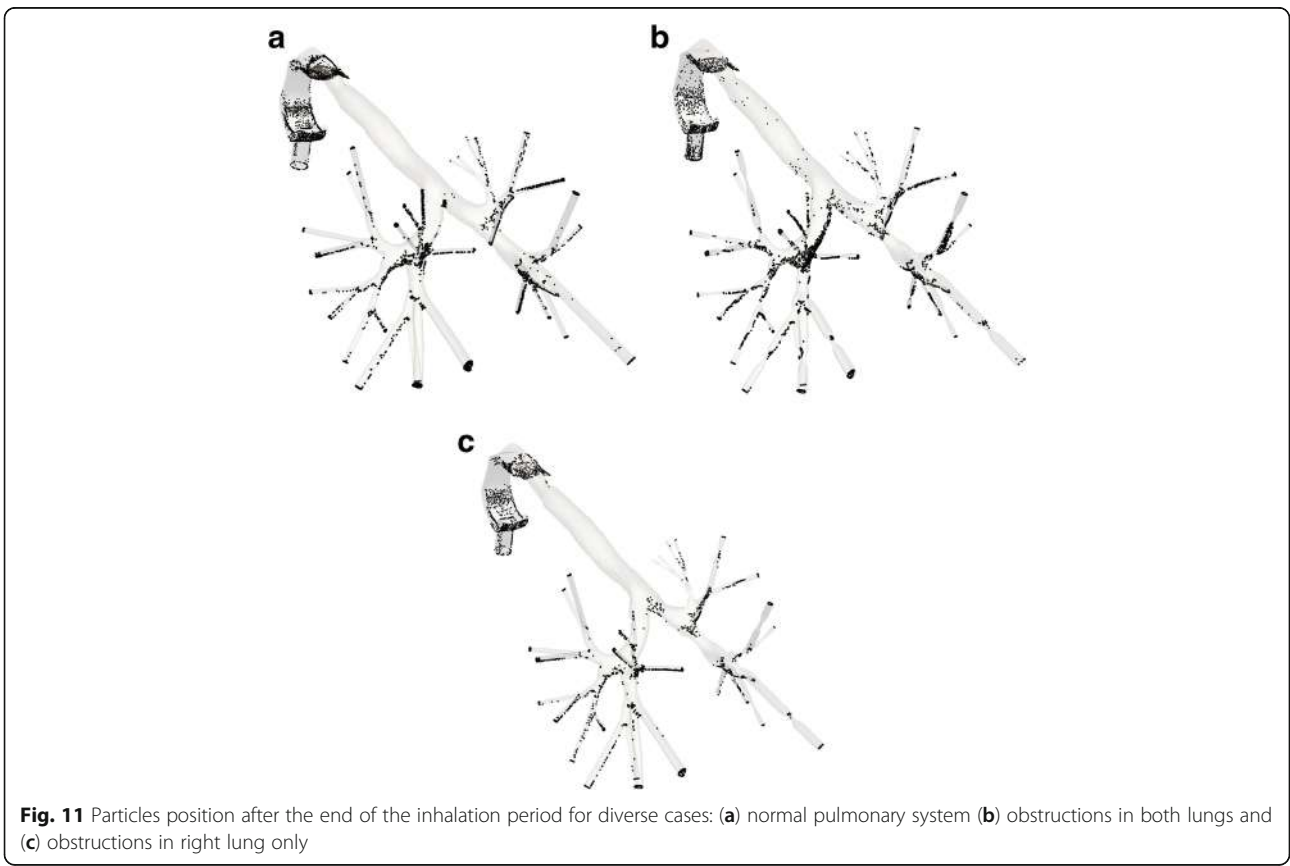 a
b
c
Fig. 11 Particles position after the end of the inhalation period for diverse cases: (a) normal pulmonary system (b) obstructions in both lungs and
(c) obstructions in right lung only